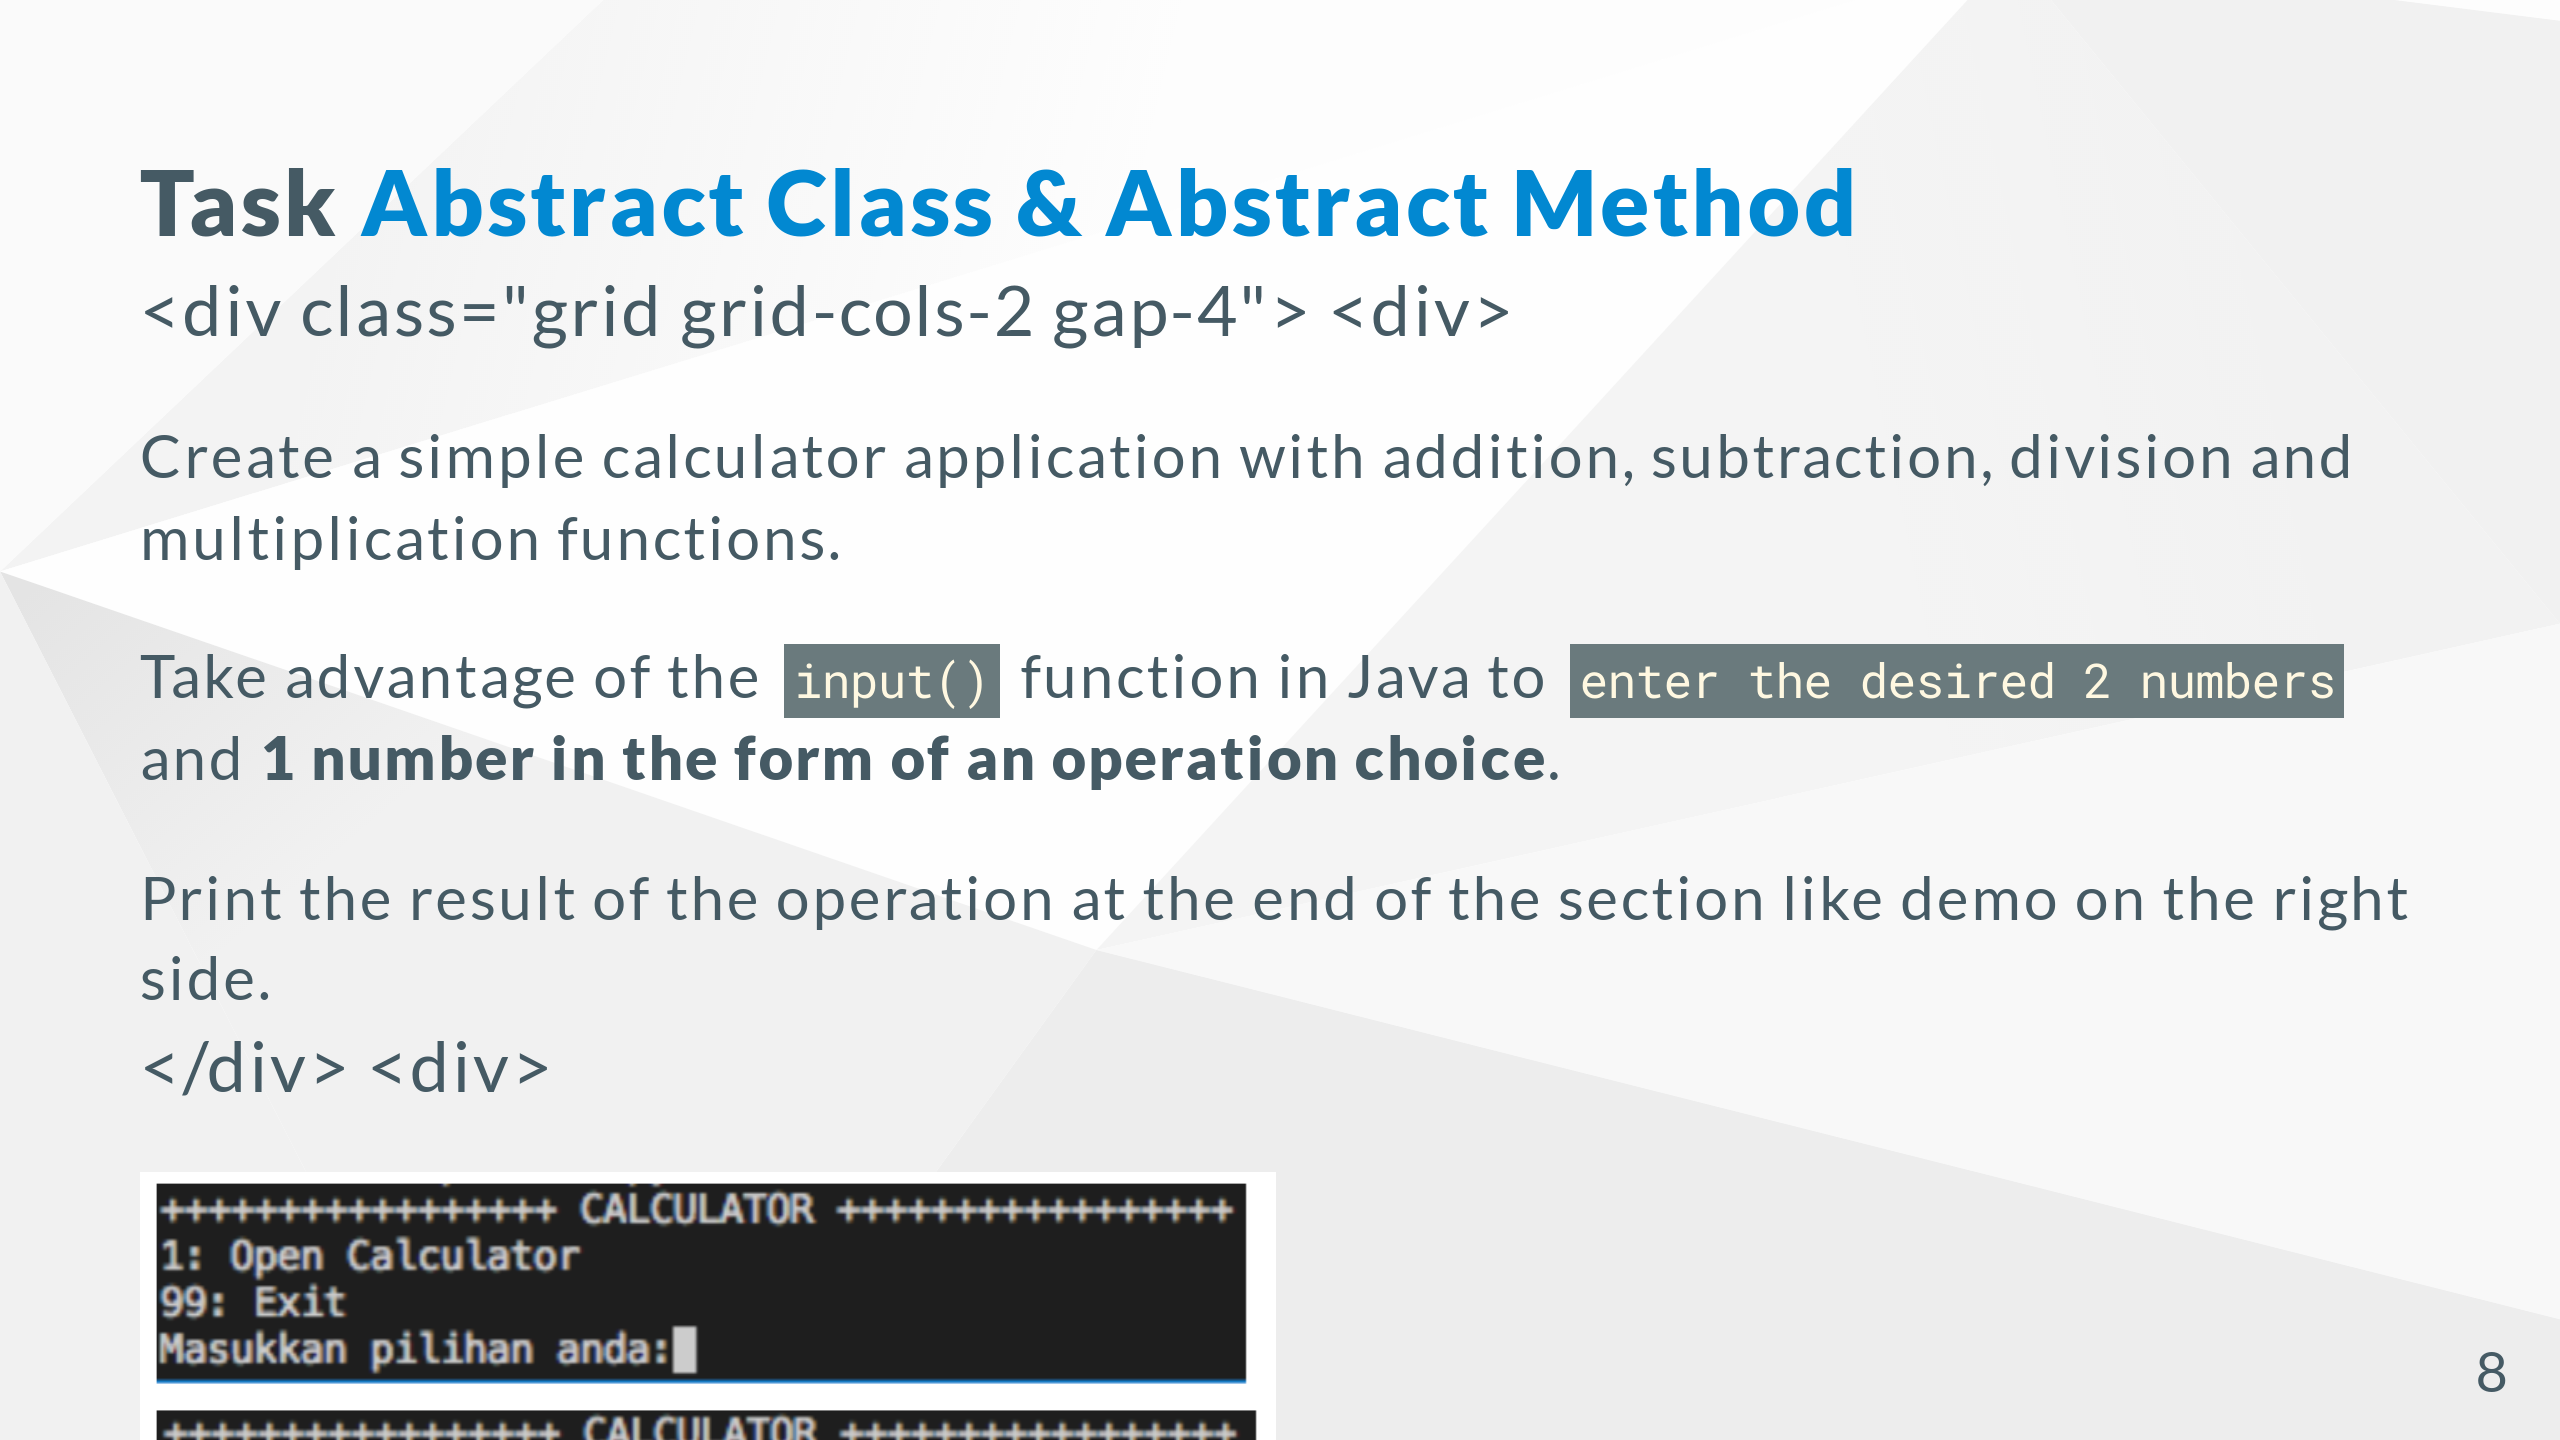 Task Abstract Class & Abstract Method
<div class="grid grid-cols-2 gap-4"> <div>
Create a simple calculator application with addition, subtraction, division and
multiplication functions.
Take advantage of the input() function in Java to enter the desired 2 numbers
and 1 number in the form of an operation choice.
Print the result of the operation at the end of the section like demo on the right
side.
</div> <div>
+++++++++++++++++ CALCULATOR +++++++++++++++++
1: Open Calculator
99: Exit
Masukkan pilihan anda:
+++++++++++++++++ CALCULATOR +++++++++++++++++
8